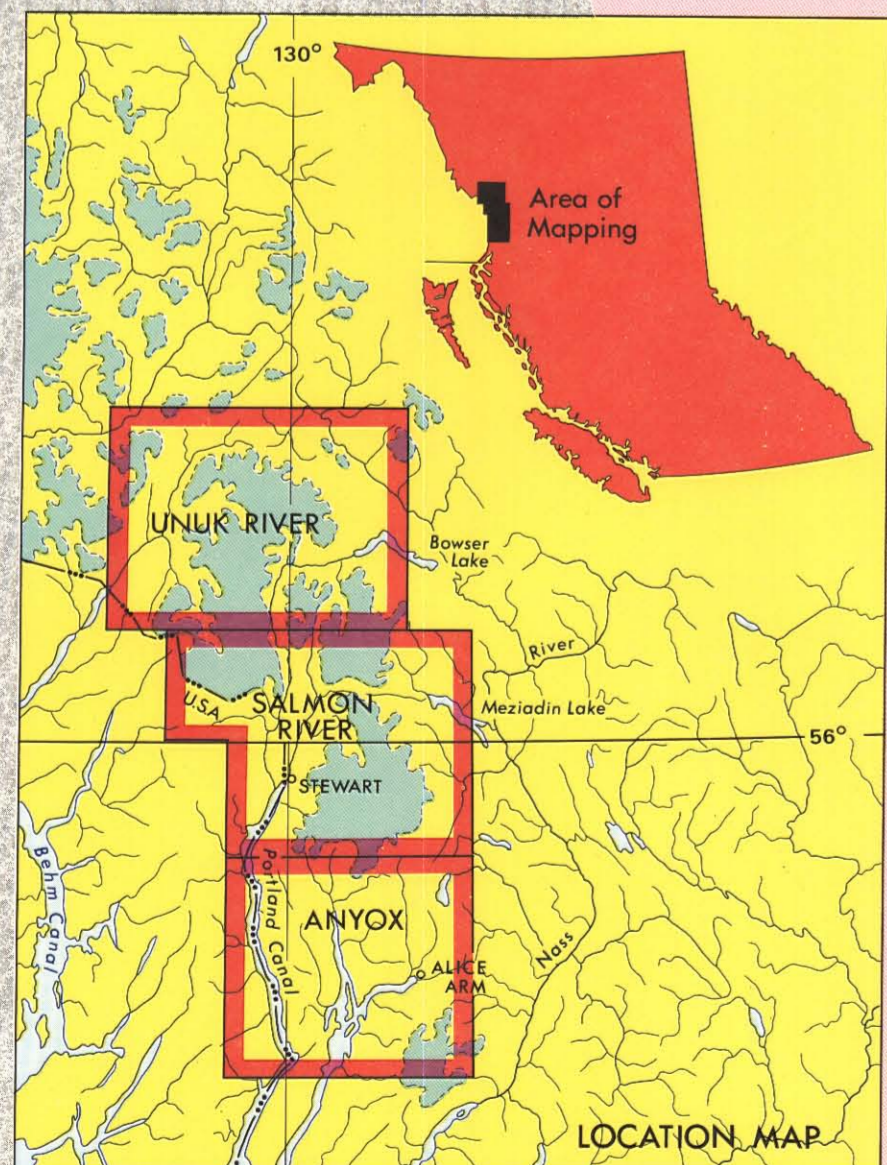 130°
Area of
Mapping
UNUK RIVER
Bowser
Lake
River
U.S.A
SALMON
RIVER
Meziadin Lake
56°
STEWART
Behm Canal
Portland Canal
ANYOX
ALICE
ARM
Nass
LOCATION MAP